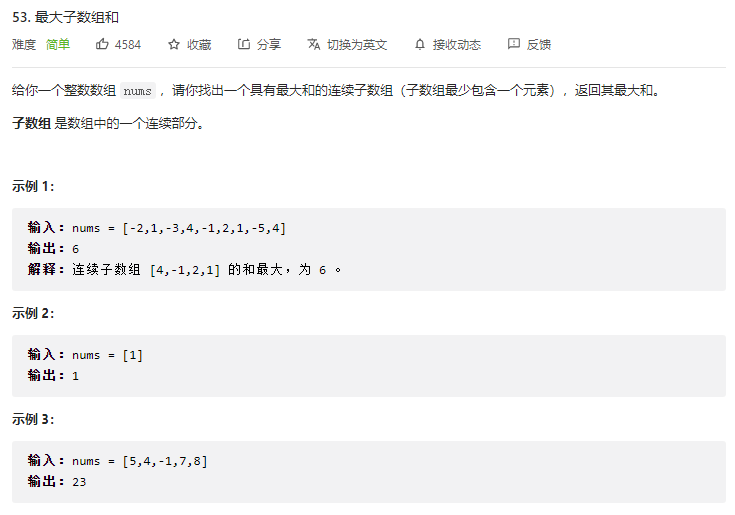 53. 最大子数组和
难度 简单 4584 收藏 分享 切换为英文 接收动态 反馈
给你一个整数数组 nums ，请你找出一个具有最大和的连续子数组（子数组最少包含一个元素），返回其最大和。
子数组 是数组中的一个连续部分。
示例 1：
输入：nums = [-2,1,-3,4,-1,2,1,-5,4]
输出：6
解释：连续子数组 [4,-1,2,1] 的和最大，为 6 。
示例 2：
输入：nums = [1]
输出：1
示例 3：
输入：nums = [5,4,-1,7,8]
输出：23